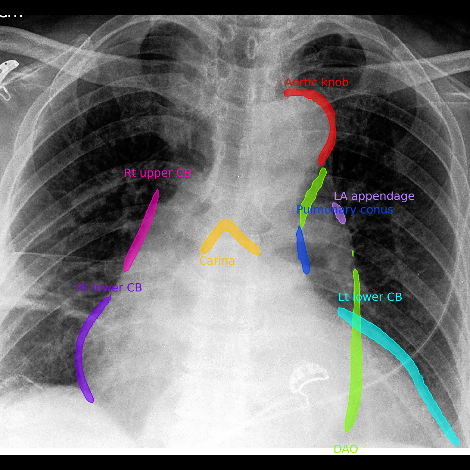 Aortic knob
Rt upper CB
LA appendage
Pulmonary conus
Carina
Rt lower CB
Lt lower CB
DAO